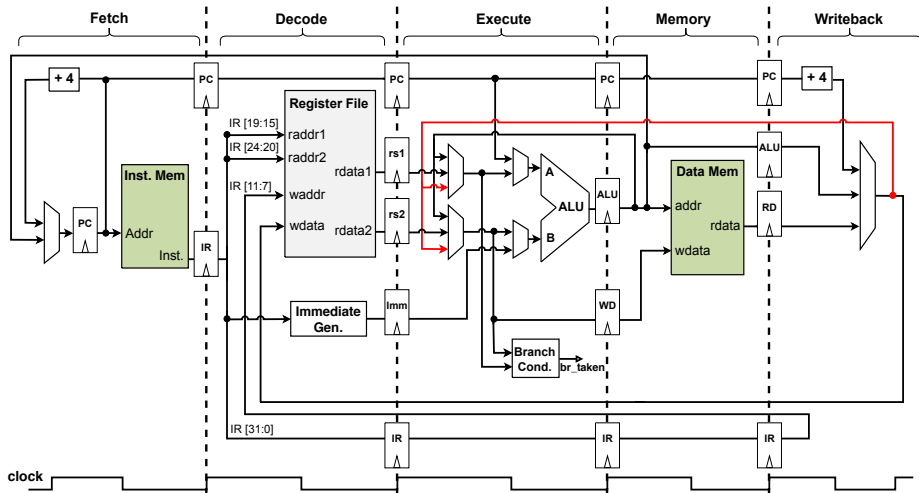 Fetch
Decode
Execute
Memory
Writeback
+ 4
PC
PC
PC
PC
+ 4
Register File
IR [19:15]
raddr1
IR [24:20]
raddr2
rdata1
rs1
IR [11:7]
waddr
wdata
rdata2
rs2
Inst. Mem
PC
Addr
Inst.
IR
A
ALU
B
ALU
Data Mem
addr
rdata
wdata
ALU
RD
Immediate
Gen.
Imm
WD
Branch
Cond.
br_taken
IR [31:0]
IR
IR
IR
clock